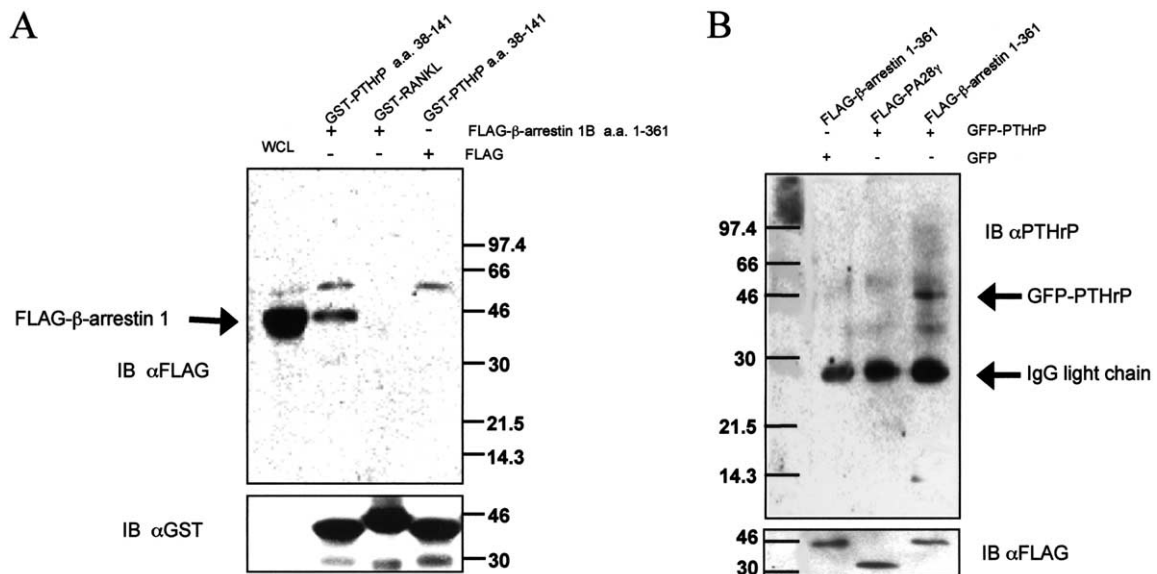 A
GST-PTHrP a.a. 38-141
GST-RANKL
GST-PTHrP a.a. 38-141
+ + - FLAG-β-arrestin 1B a.a. 1-361
WCL - - + FLAG
97.4
66
FLAG-β-arrestin 1
46
IB αFLAG
30
21.5
14.3
IB αGST
46
30
B
FLAG-β-arrestin 1-361
FLAG-PA28γ
FLAG-β-arrestin 1-361
- + + GFP-PTHrP
+ - - GFP
97.4
IB αPTHrP
66
46
GFP-PTHrP
30
IgG light chain
21.5
14.3
46
IB αFLAG
30